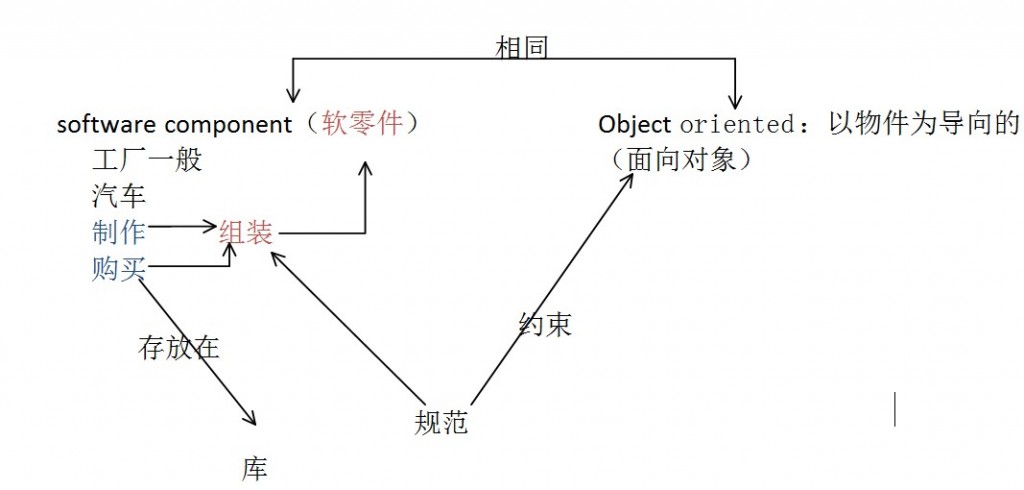 相同
software component（软零件）
Object oriented：以物件为导向的
（面向对象）
工厂一般
汽车
制作
组装
购买
约束
存放在
规范
库